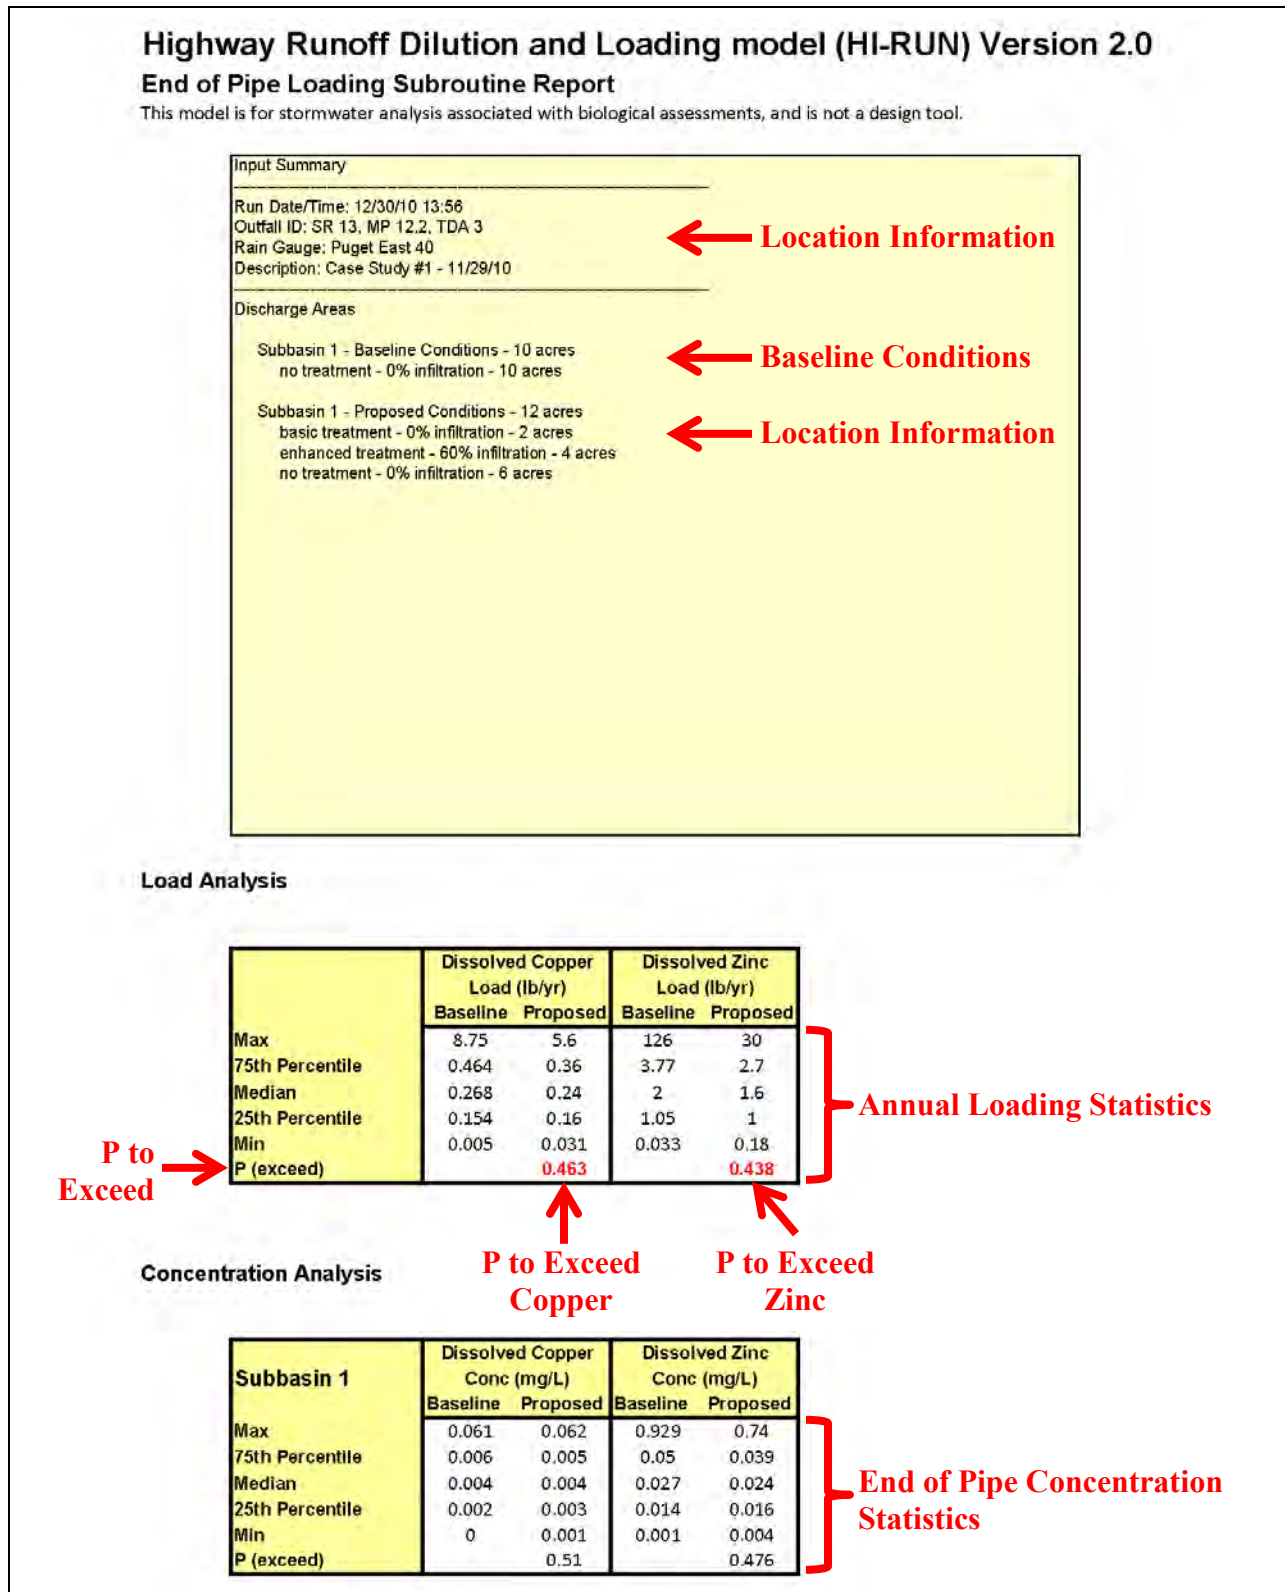 Highway Runoff Dilution and Loading model (HI-RUN) Version 2.0
End of Pipe Loading Subroutine Report
This model is for stormwater analysis associated with biological assessments, and is not a design tool.
Input Summary
Run Date/Time: 12/30/10 13:56
Outfall ID: SR 13, MP 12.2, TDA 3
Rain Gauge: Puget East 40
Description: Case Study #1 - 11/29/10
Location Information
Discharge Areas
Subbasin 1 - Baseline Conditions - 10 acres
no treatment - 0% infiltration - 10 acres
Baseline Conditions
Subbasin 1 - Proposed Conditions - 12 acres
basic treatment - 0% infiltration - 2 acres
enhanced treatment - 60% infiltration - 4 acres
no treatment - 0% infiltration - 6 acres
Location Information
Load Analysis
Dissolved Copper Dissolved Zinc
Load (lb/yr) Load (lb/yr)
Baseline Proposed Baseline Proposed
Max 8.75 5.6 126 30
75th Percentile 0.464 0.36 3.77 2.7
Median 0.268 0.24 2 1.6
25th Percentile 0.154 0.16 1.05 1
Min 0.005 0.031 0.033 0.18
P (exceed) 0.463 0.438
Annual Loading Statistics
P to
Exceed
P to Exceed
Copper
P to Exceed
Zinc
Concentration Analysis
Subbasin 1
Dissolved Copper Dissolved Zinc
Conc (mg/L) Conc (mg/L)
Baseline Proposed Baseline Proposed
Max 0.061 0.062 0.929 0.74
75th Percentile 0.006 0.005 0.05 0.039
Median 0.004 0.004 0.027 0.024
25th Percentile 0.002 0.003 0.014 0.016
Min 0 0.001 0.001 0.004
P (exceed) 0.51 0.476
End of Pipe Concentration
Statistics